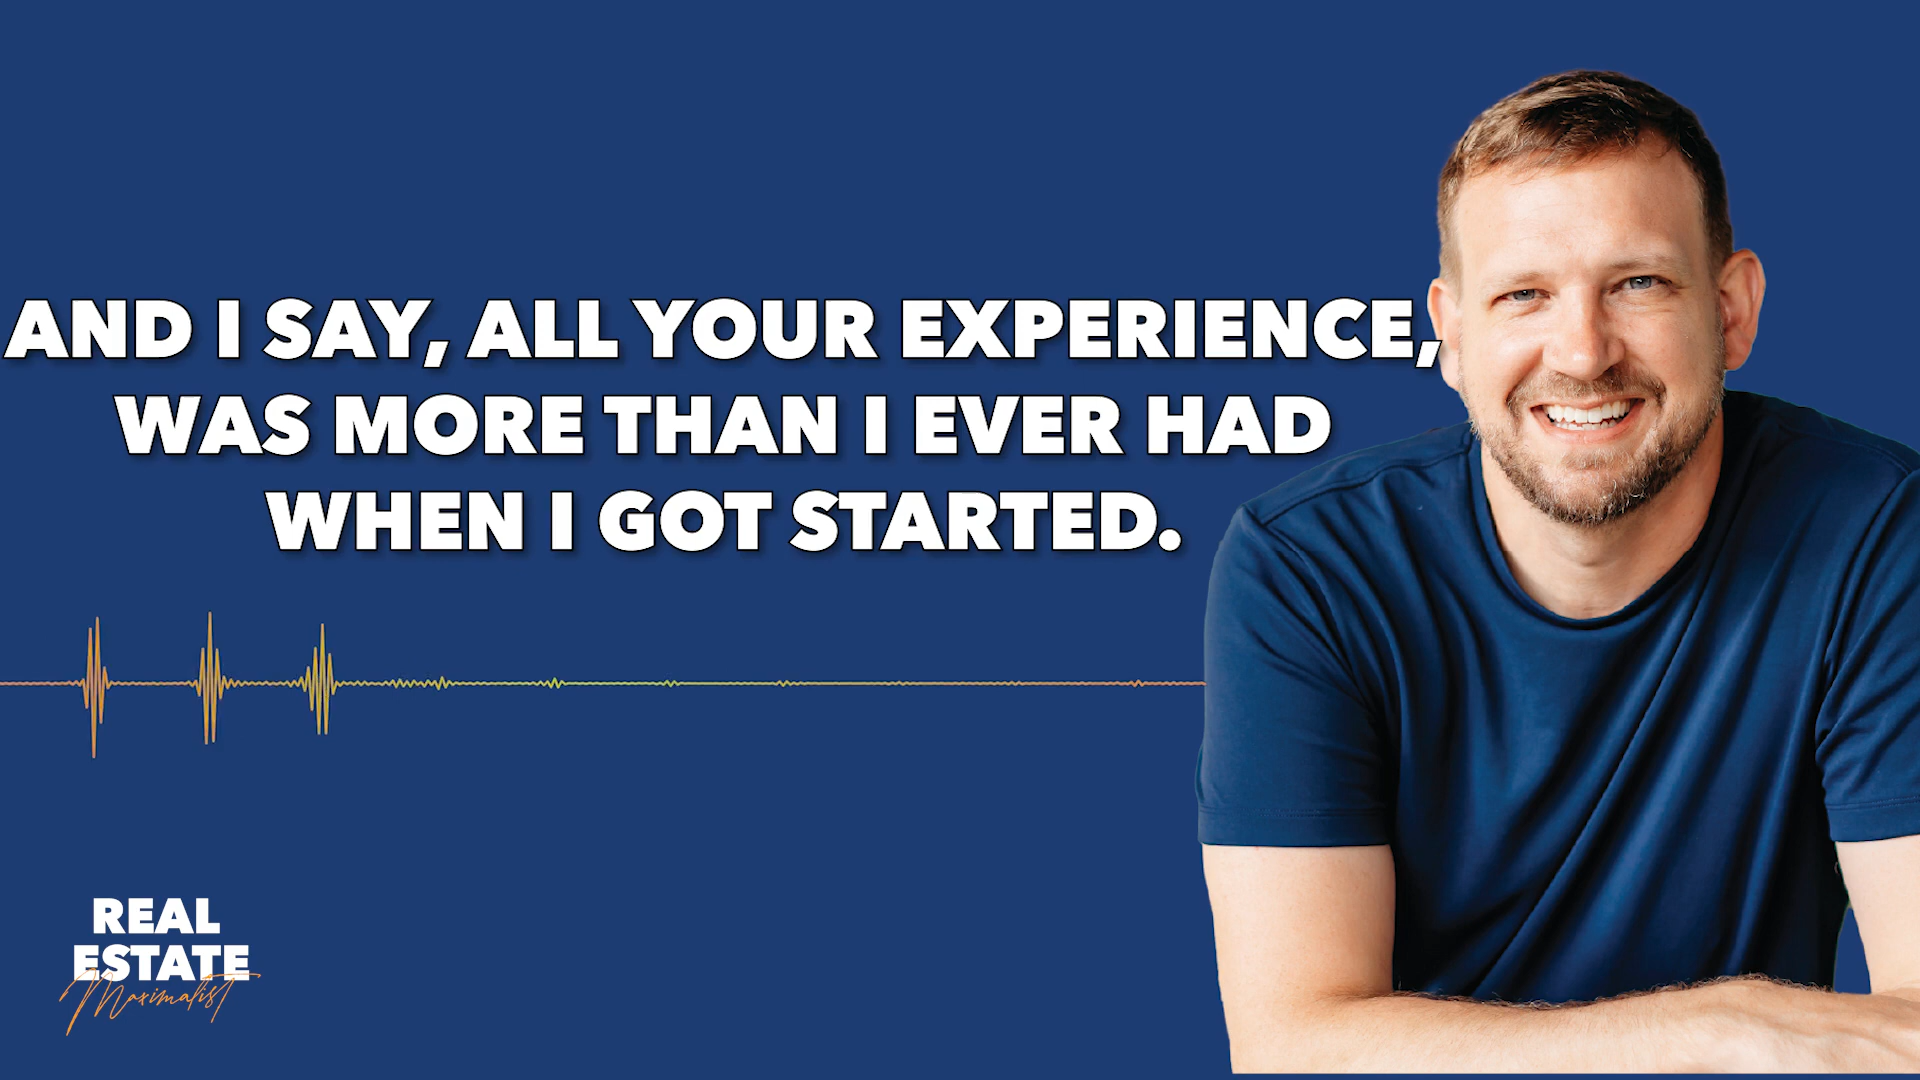 AND I SAY, ALL YOUR EXPERIENCE,
WAS MORE THAN I EVER HAD
WHEN I GOT STARTED.
REAL
ESTATE
Maximalist